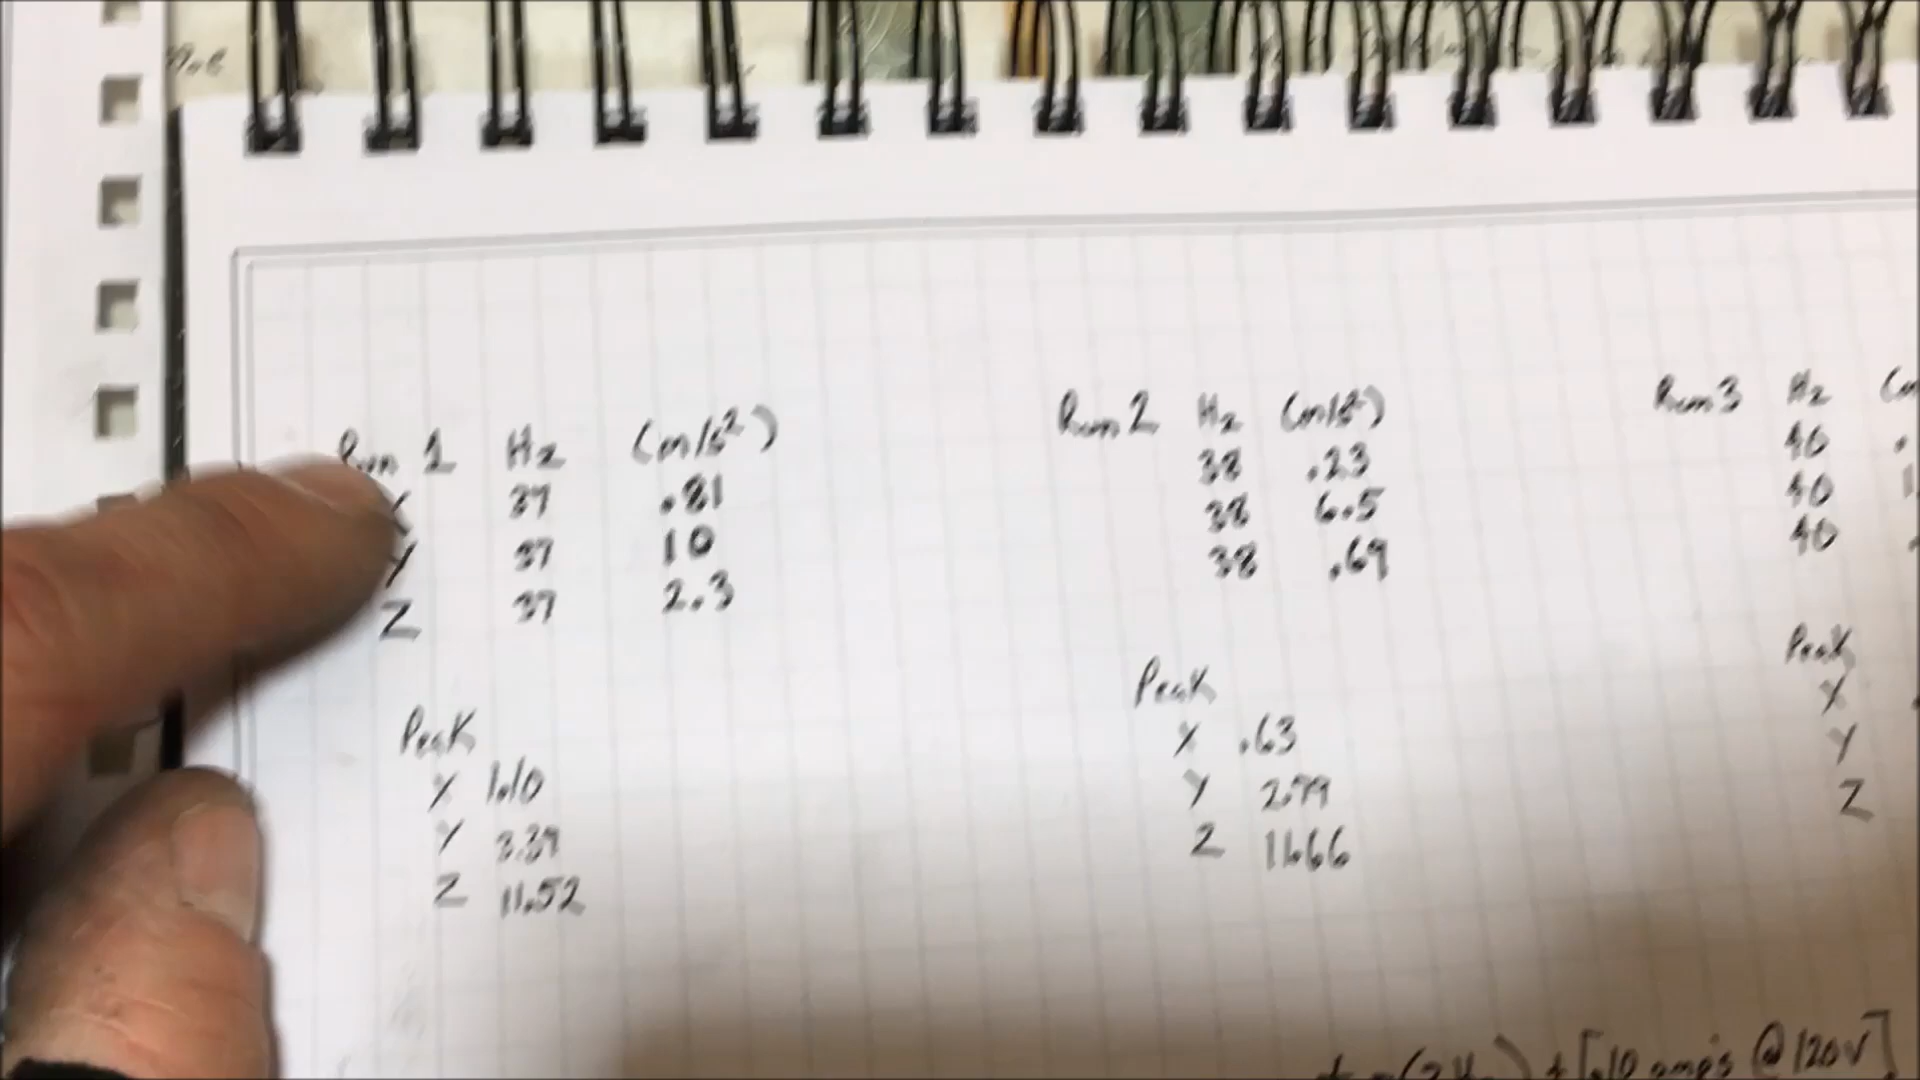 Run 1 Hz (m/s²)
X 37 .81
Y 37 10
Z 37 2.3
Peak
X 1.10
Y 3.39
Z 11.52
Run 2 Hz (m/s²)
38 .23
38 6.5
38 .69
Peak
X .63
Y 2.79
Z 11.66
Run 3 Hz (m
40 .
40 1
40
Peak
X
Y
Z
[.10 amps @ 120V]